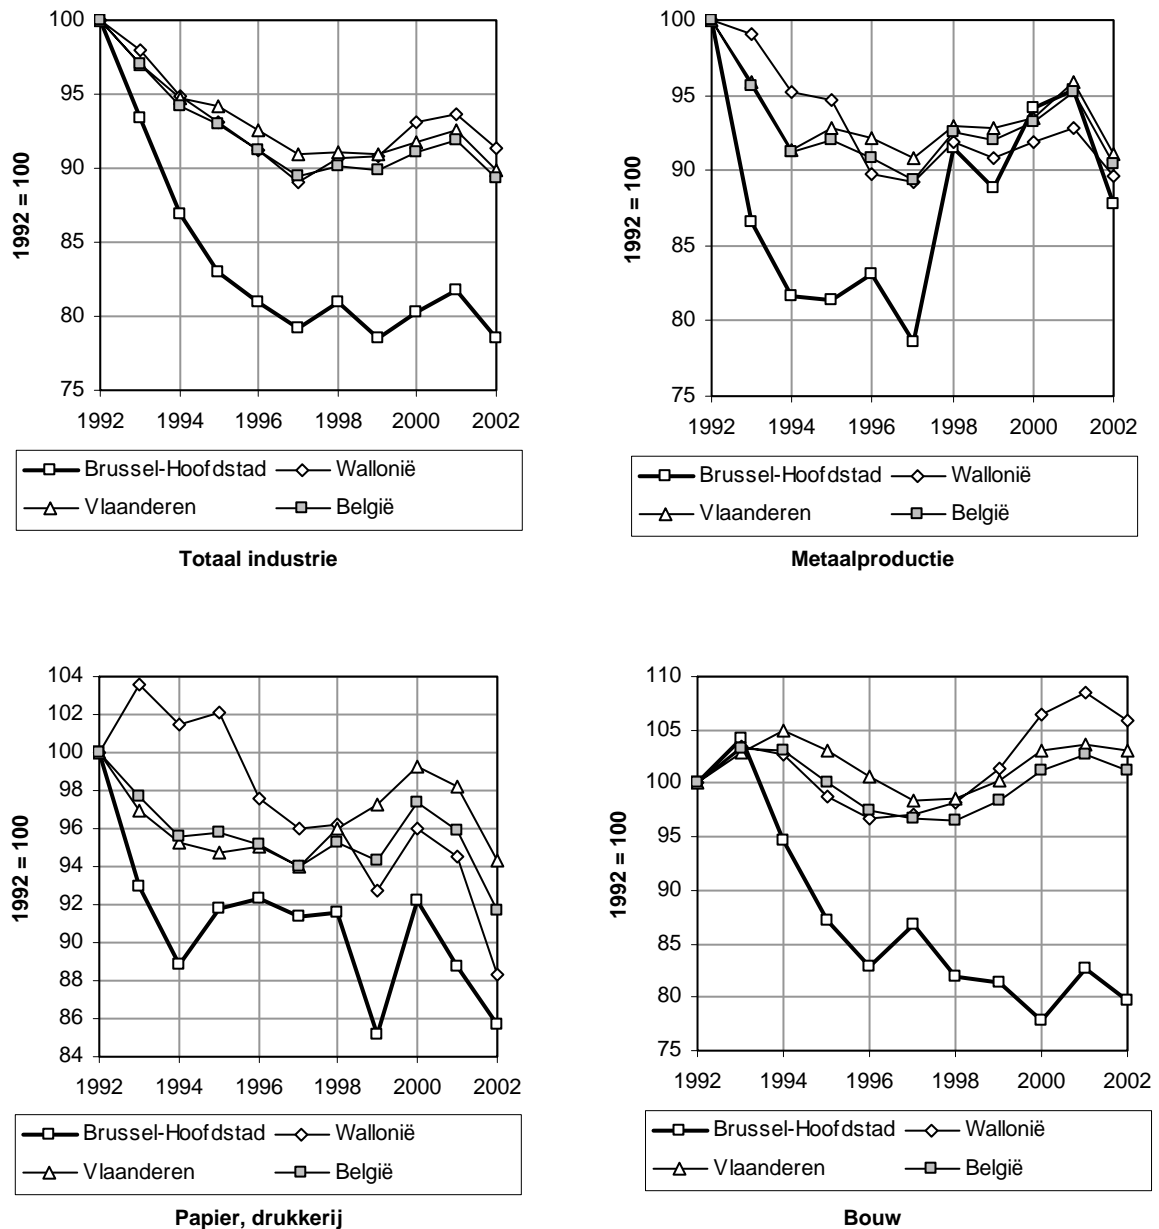 100
95
90
85
80
75
1992 = 100
1992 1994 1996 1998 2000 2002
Brussel-Hoofdstad Wallonië
Vlaanderen België
Totaal industrie
100
95
90
85
80
75
1992 = 100
1992 1994 1996 1998 2000 2002
Brussel-Hoofdstad Wallonië
Vlaanderen België
Metaalproductie
104
102
100
98
96
94
92
90
88
86
84
1992 = 100
1992 1994 1996 1998 2000 2002
Brussel-Hoofdstad Wallonië
Vlaanderen België
Papier, drukkerij
110
105
100
95
90
85
80
75
1992 = 100
1992 1994 1996 1998 2000 2002
Brussel-Hoofdstad Wallonië
Vlaanderen België
Bouw